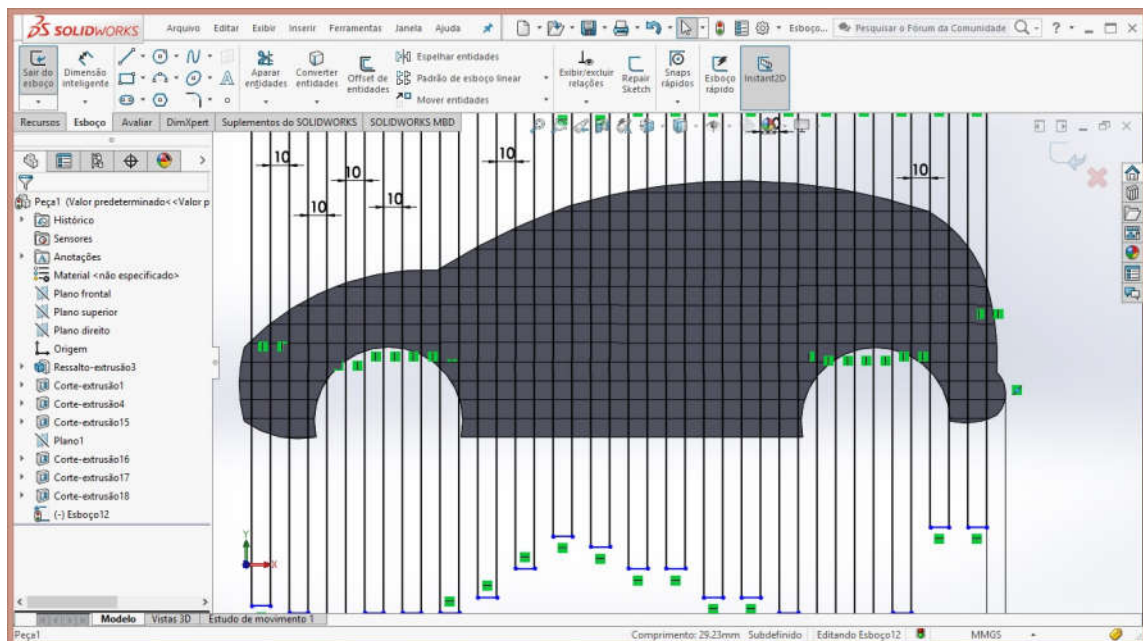 SOLIDWORKS Arquivo Editar Exibir Inserir Ferramentas Janela Ajuda Esboço... Pesquisar o Fórum da Comunidade ?
Sair do esboço
Dimensão inteligente
Aparar entidades
Converter entidades
Offset de entidades
Espelhar entidades
Padrão de esboço linear
Mover entidades
Exibir/excluir relações
Repair Sketch
Snaps rápidos
Esboço rápido
Instant2D
Recursos Esboço Avaliar DimXpert Suplementos do SOLIDWORKS SOLIDWORKS MBD
10
10
10
10
10
10
Peça1 (Valor predeterminado<<Valor p
Histórico
Sensores
Anotações
Material <não especificado>
Plano frontal
Plano superior
Plano direito
Origem
Ressalto-extrusão3
Corte-extrusão1
Corte-extrusão4
Corte-extrusão15
Plano1
Corte-extrusão16
Corte-extrusão17
Corte-extrusão18
(-) Esboço12
Y
X
Modelo Vistas 3D Estudo de movimento 1
Peça1 Comprimento: 29.23mm Subdefinido Editando Esboço12 MMGS